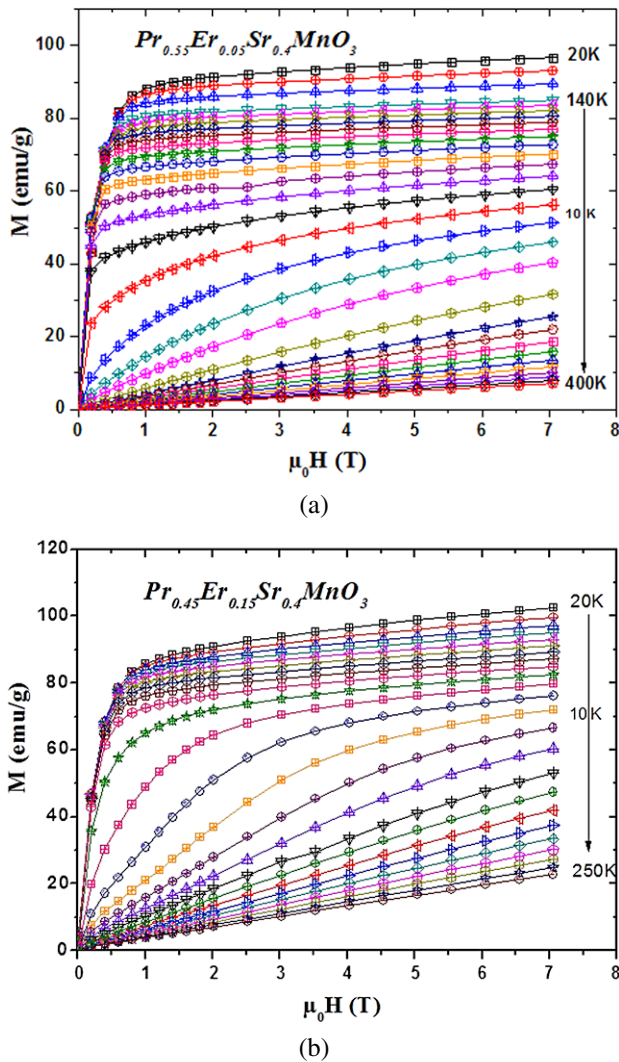 Pr0.55Er0.05Sr0.4MnO3
100
80
60
40
20
0
M (emu/g)
20K
140K
10K
400K
0 1 2 3 4 5 6 7 8
μ0H (T)
(a)
Pr0.45Er0.15Sr0.4MnO3
120
100
80
60
40
20
0
M (emu/g)
20K
10K
250K
0 1 2 3 4 5 6 7 8
μ0H (T)
(b)